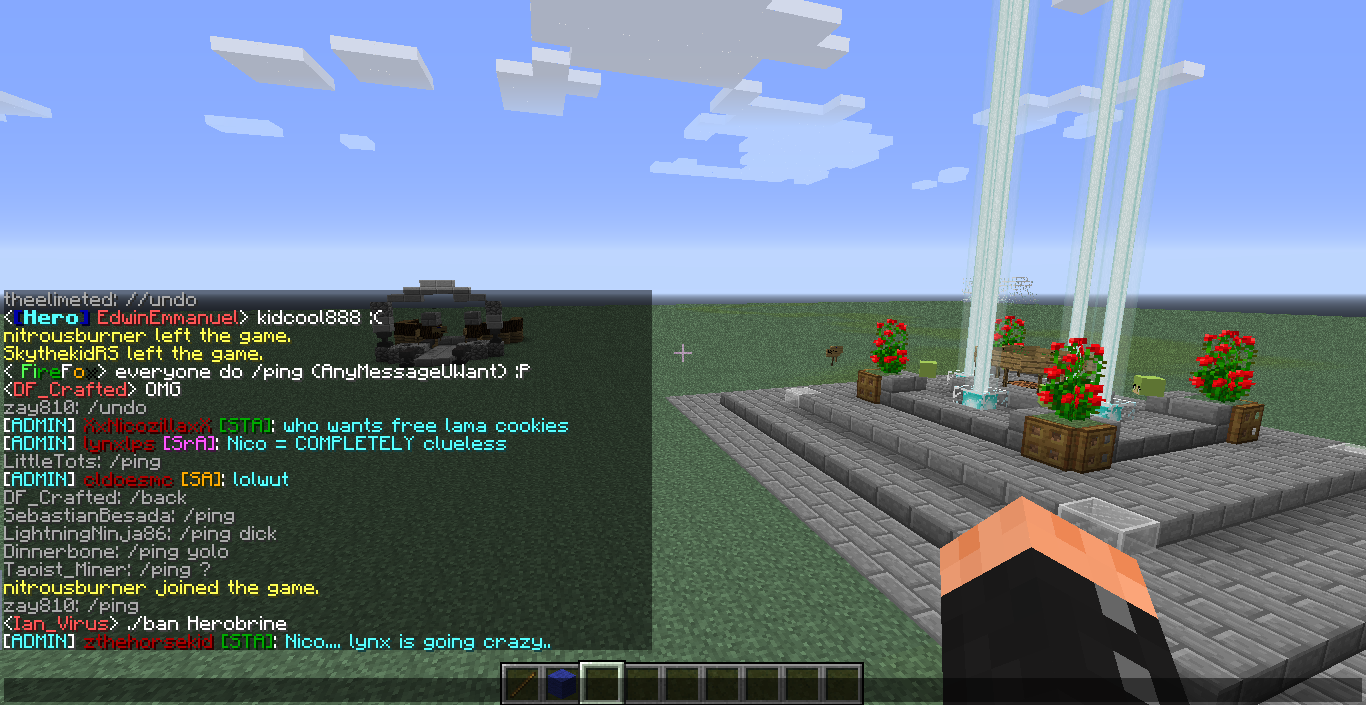 theelimeted: //undo
<[Hero] EdwinEmmanuel> kidcool888 :C
nitrousburner left the game.
SkythekidRS left the game.
< FireFox> everyone do /ping (AnyMessageUWant) :P
<DF_Crafted> OMG
zay810: /undo
[ADMIN] XxNicozillaxX [STA]: who wants free lama cookies
[ADMIN] lynxlps [SrA]: Nico = COMPLETELY clueless
LittleTots: /ping
[ADMIN] cldoesmc [SA]: lolwut
DF_Crafted: /back
SebastianBesada: /ping
LightningNinja86: /ping dick
Dinnerbone: /ping yolo
Taoist_Miner: /ping ?
nitrousburner joined the game.
zay810: /ping
<Ian_Virus> ./ban Herobrine
[ADMIN] zthehorsekid [STA]: Nico.... lynx is going crazy..